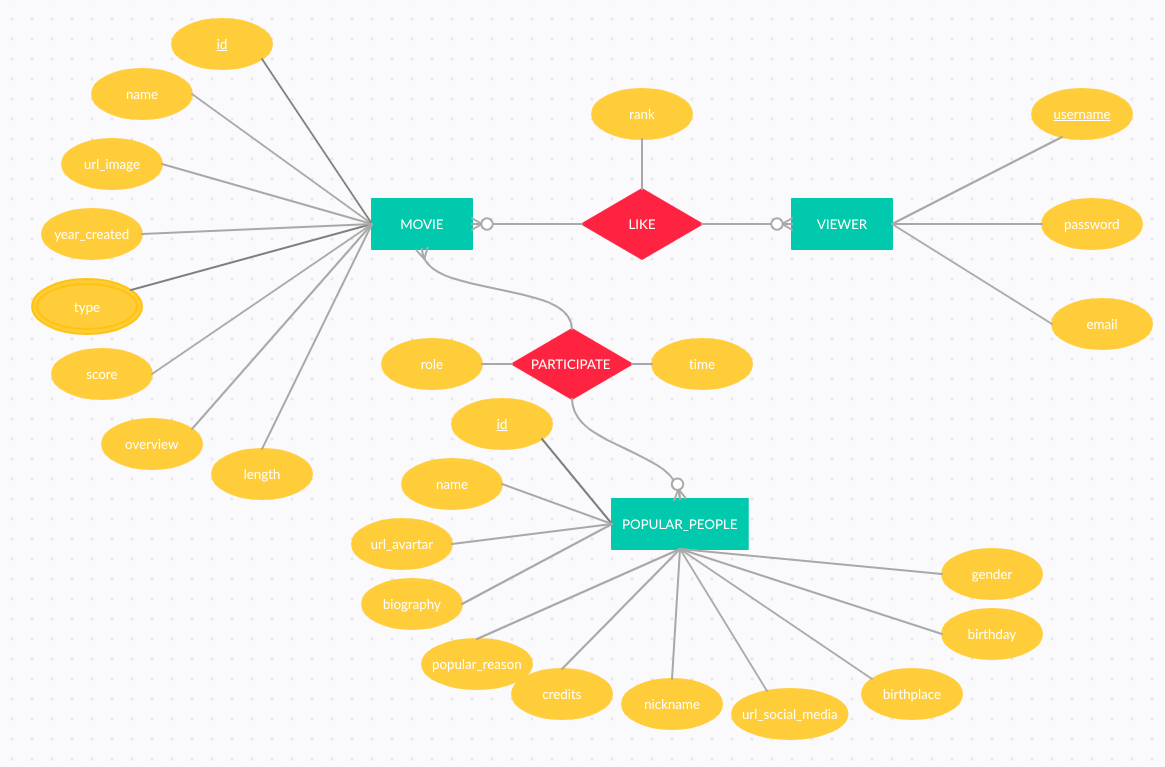 id
name
rank
username
url_image
MOVIE
LIKE
VIEWER
password
year_created
type
email
score
role
PARTICIPATE
time
id
overview
length
name
POPULAR_PEOPLE
url_avartar
gender
biography
birthday
popular_reason
credits
nickname
url_social_media
birthplace